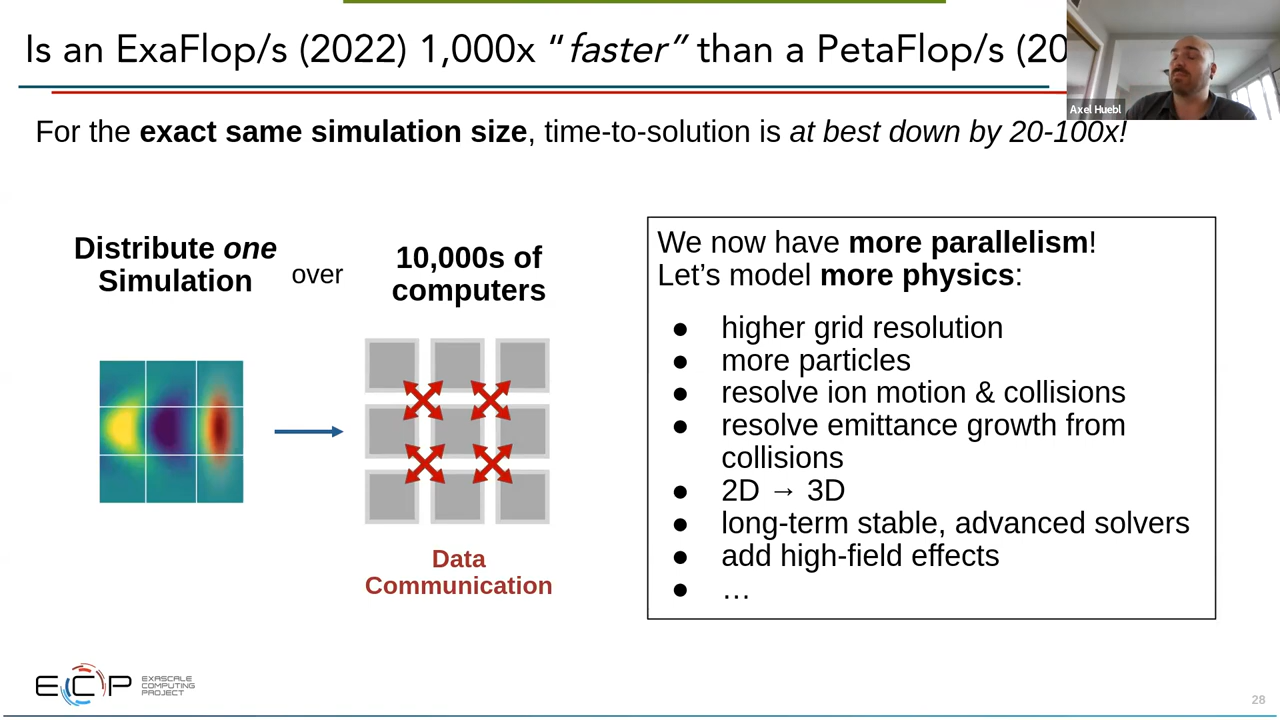 Is an ExaFlop/s (2022) 1,000x “faster” than a PetaFlop/s (20
Axel Huebl
For the exact same simulation size, time-to-solution is at best down by 20-100x!
Distribute one
Simulation
over
10,000s of
computers
Data
Communication
We now have more parallelism!
Let’s model more physics:
● higher grid resolution
● more particles
● resolve ion motion & collisions
● resolve emittance growth from
collisions
● 2D → 3D
● long-term stable, advanced solvers
● add high-field effects
● …
ECP
EXASCALE
COMPUTING
PROJECT
28